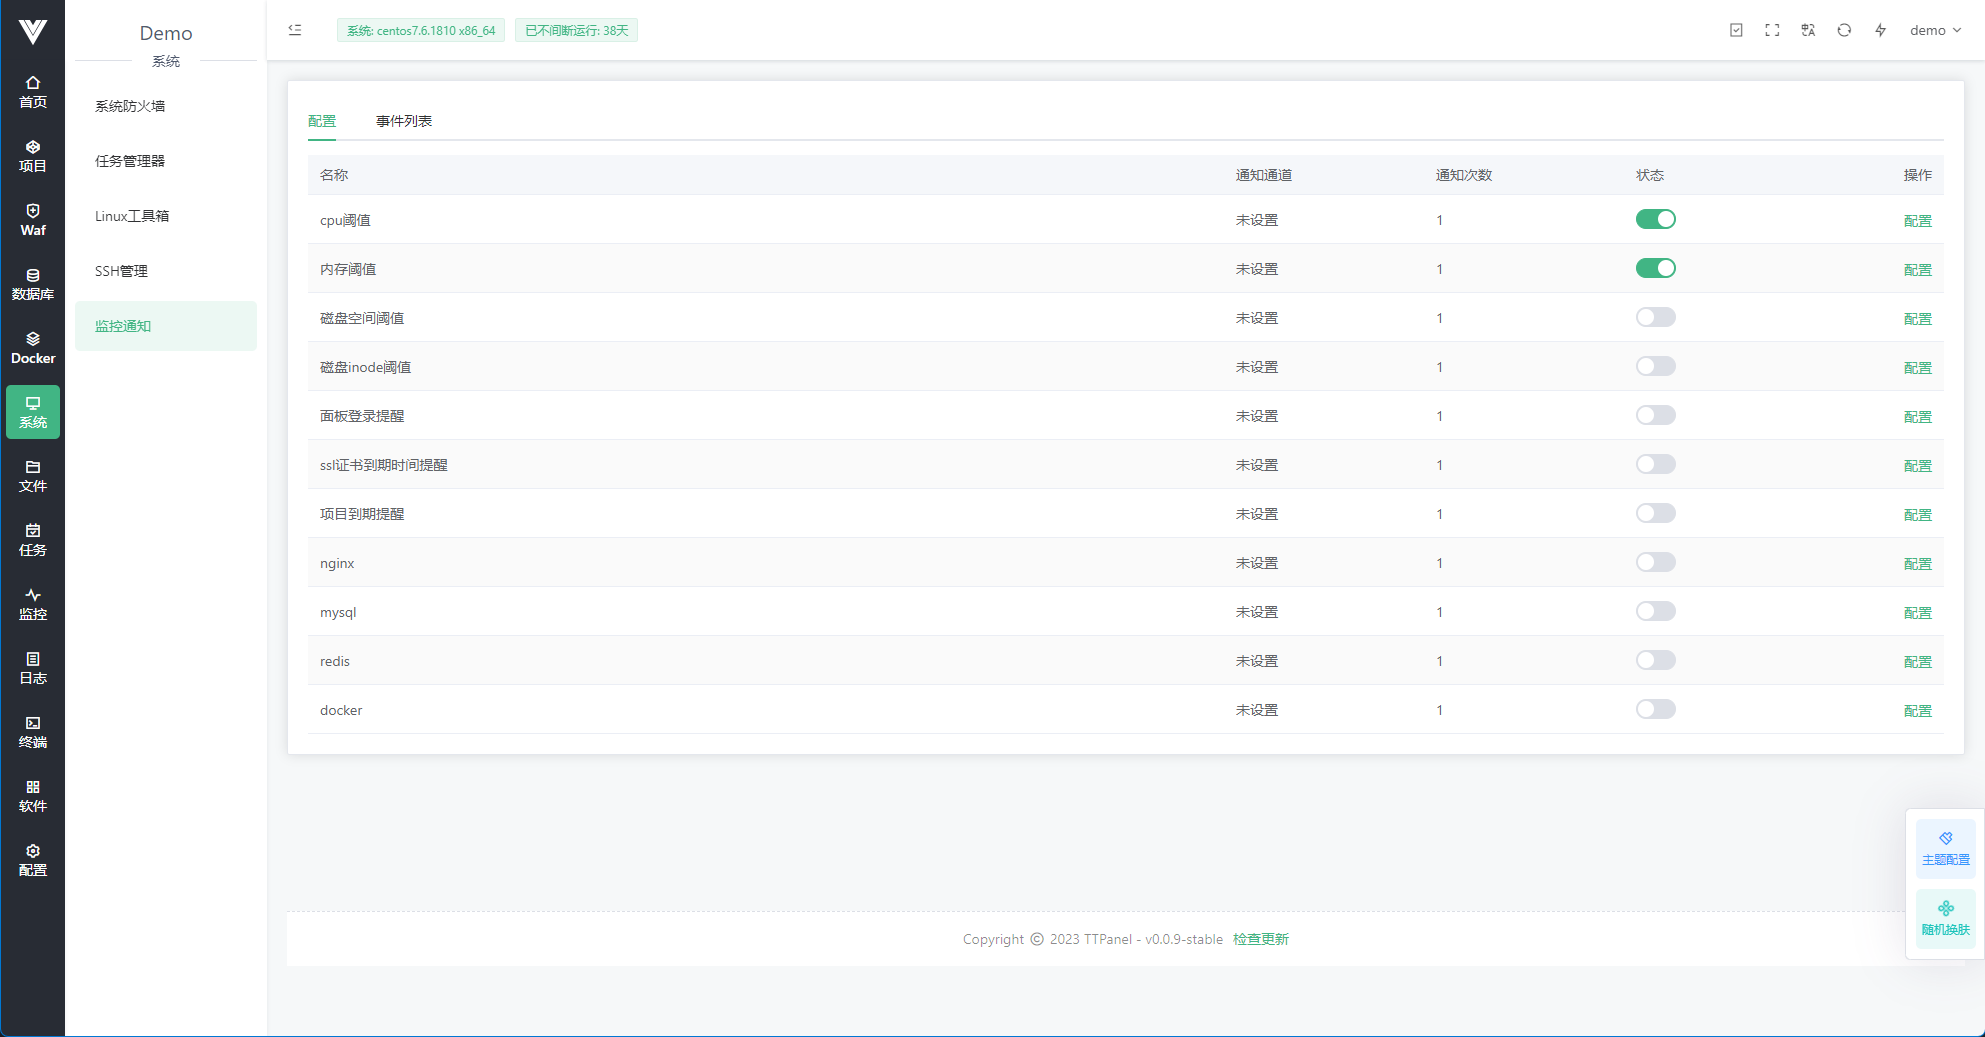 首页
项目
Waf
数据库
Docker
系统
文件
任务
监控
日志
终端
软件
配置
Demo
系统
系统防火墙
任务管理器
Linux工具箱
SSH管理
监控通知
系统: centos7.6.1810 x86_64 已不间断运行: 38天
demo
配置 事件列表
名称 通知通道 通知次数 状态 操作
cpu阈值 未设置 1 配置
内存阈值 未设置 1 配置
磁盘空间阈值 未设置 1 配置
磁盘inode阈值 未设置 1 配置
面板登录提醒 未设置 1 配置
ssl证书到期时间提醒 未设置 1 配置
项目到期提醒 未设置 1 配置
nginx 未设置 1 配置
mysql 未设置 1 配置
redis 未设置 1 配置
docker 未设置 1 配置
主题配置
随机换肤
Copyright © 2023 TTPanel - v0.0.9-stable 检查更新